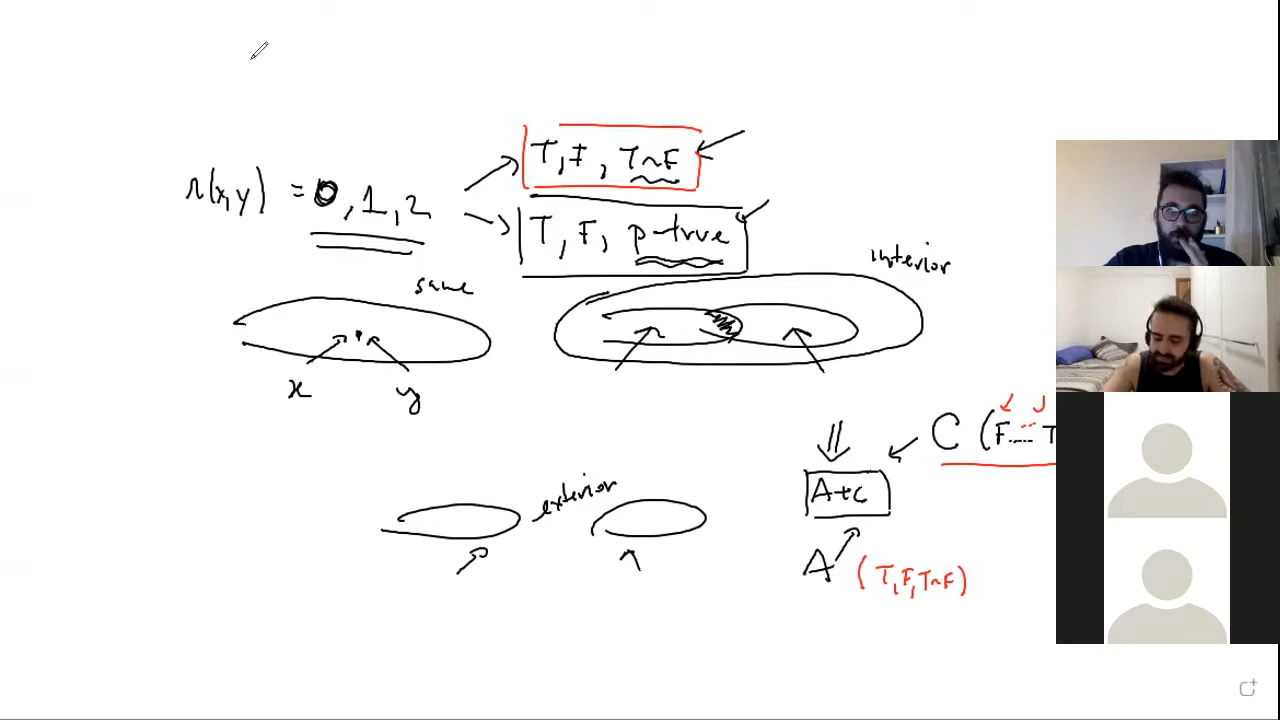 T, F, T~F
r(x,y) = 0, 1, 2
T, F, p-true
interior
same
x
y
C (F.....T
exterior
A+C
A (T, F, T~F)